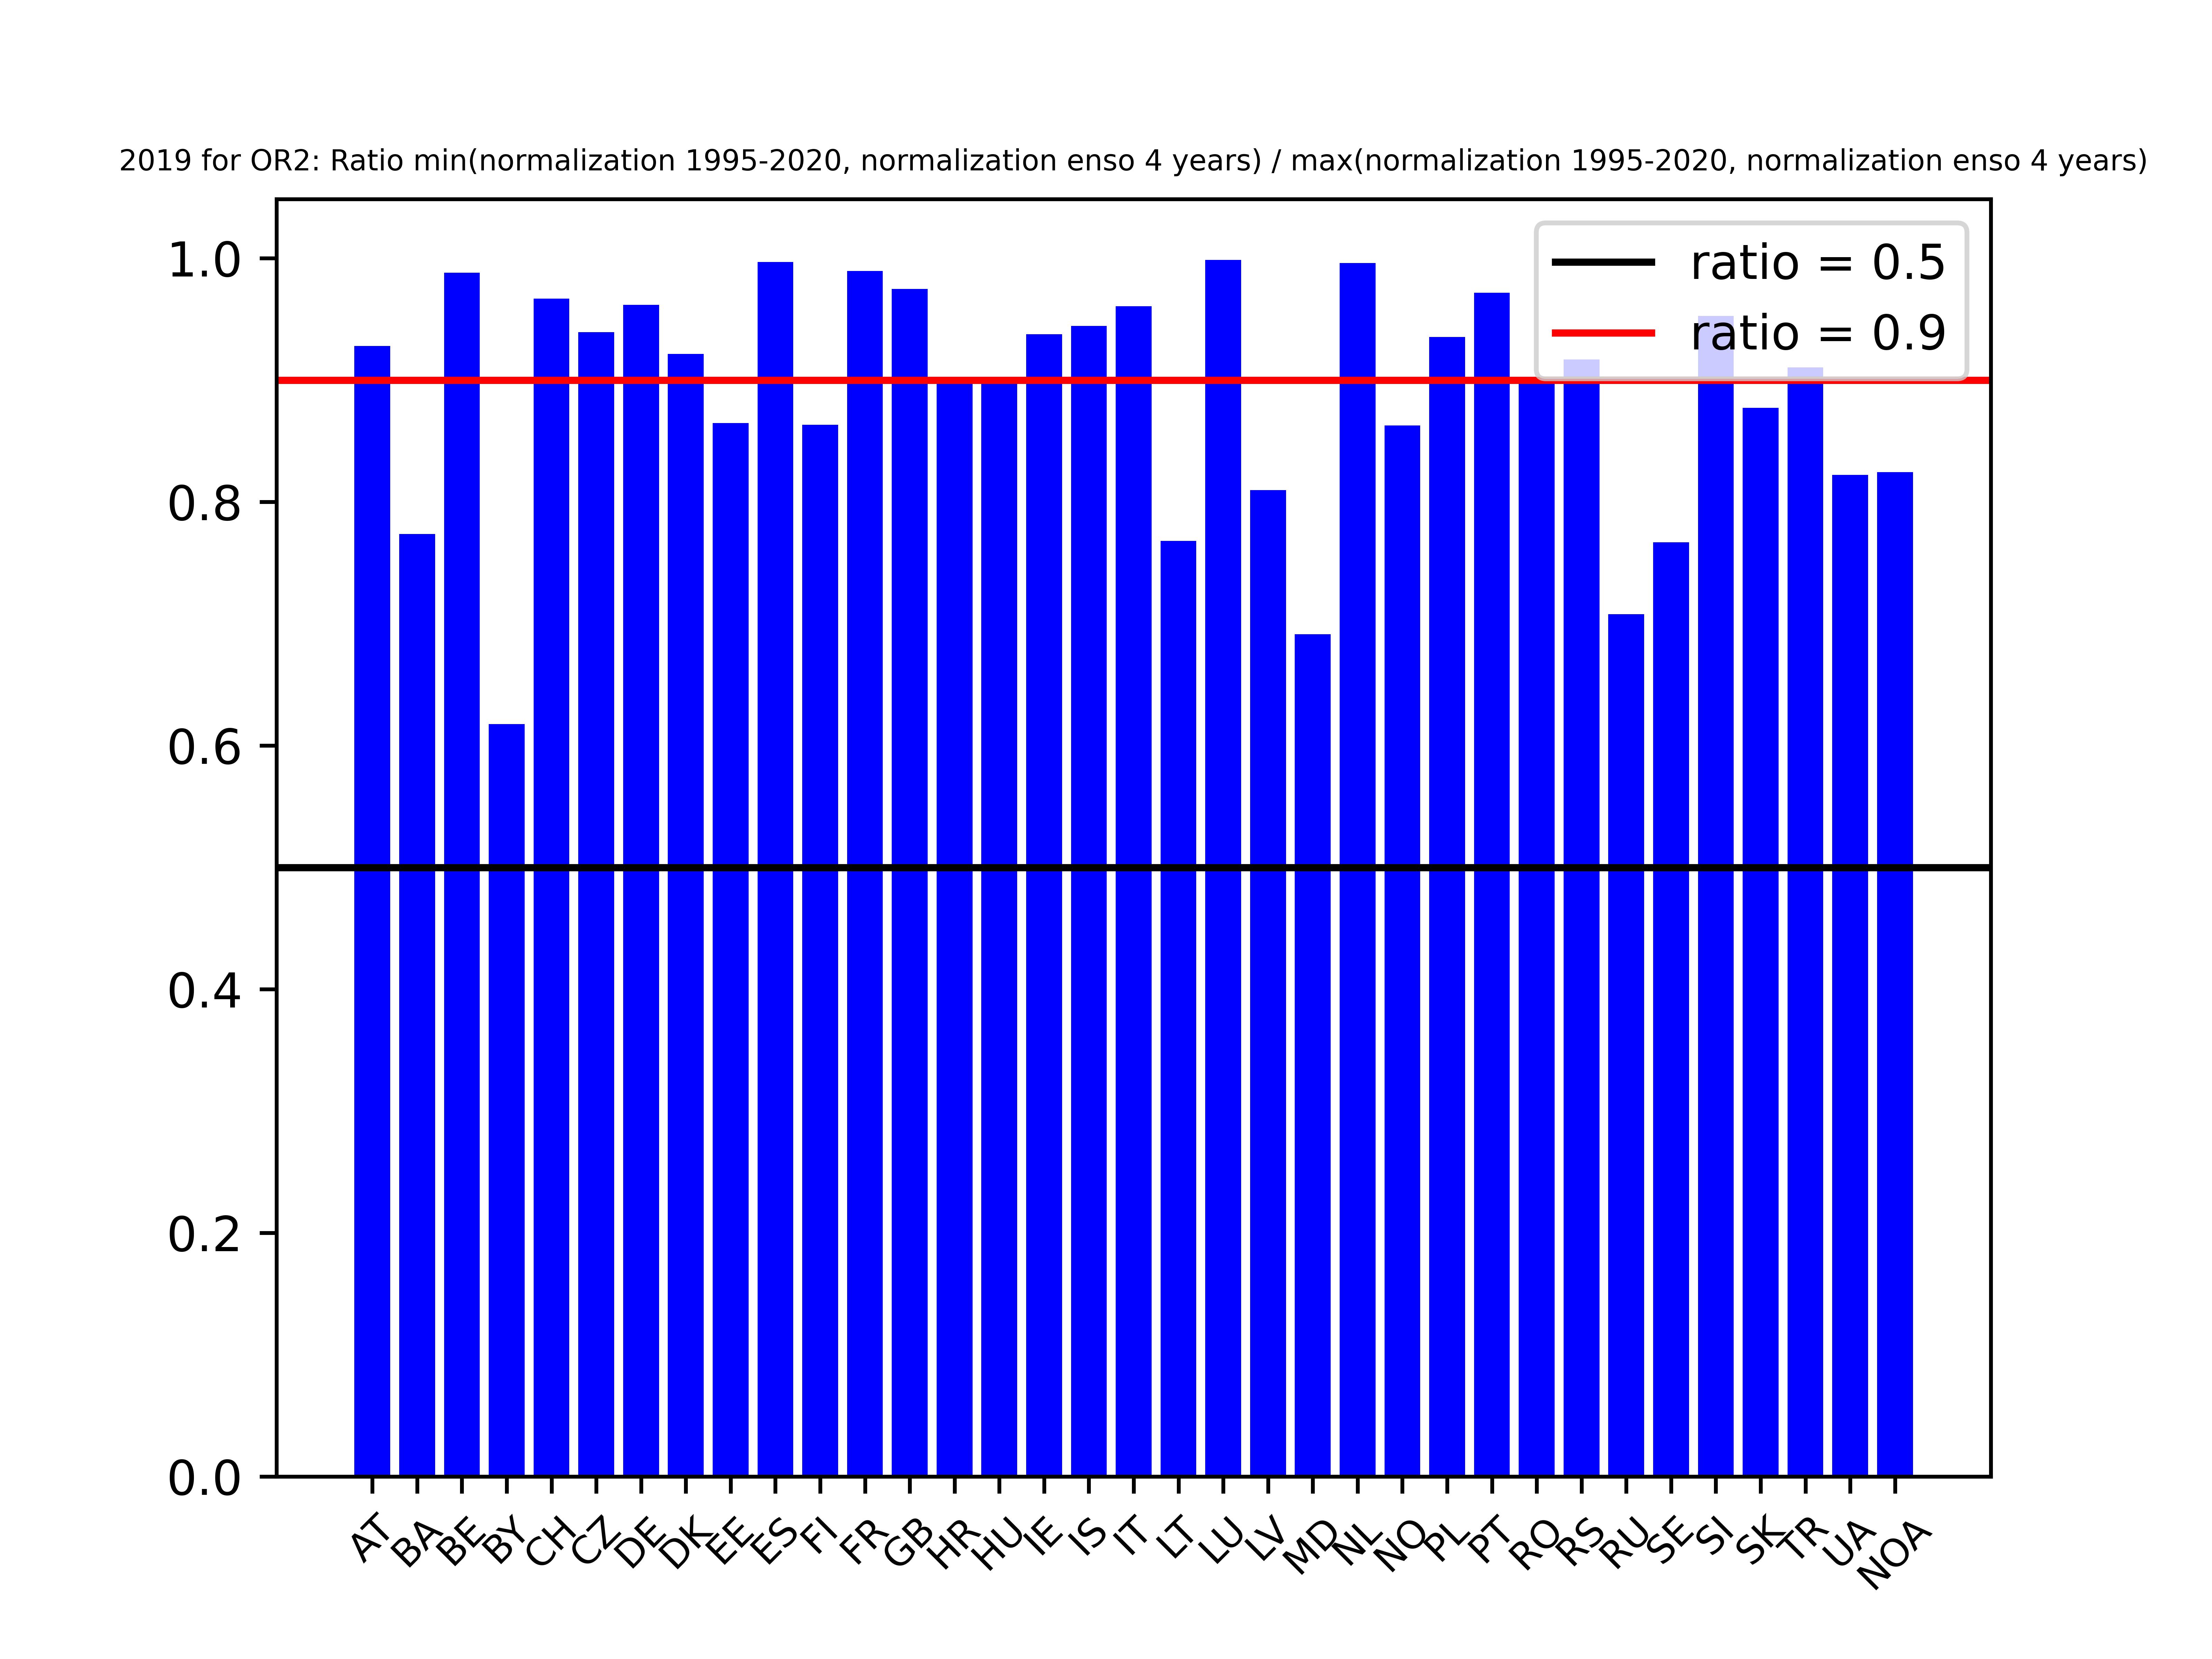 2019 for OR2: Ratio min(normalization 1995-2020, normalization enso 4 years) / max(normalization 1995-2020, normalization enso 4 years)
ratio = 0.5
ratio = 0.9
1.0
0.8
0.6
0.4
0.2
0.0
AT BA BE BY CH CZ DE DK EE ES FI FR GB HR HU IE IS IT LT LU LV MD NL NO PL PT RO RS RU SE SI SK TR UA NOA